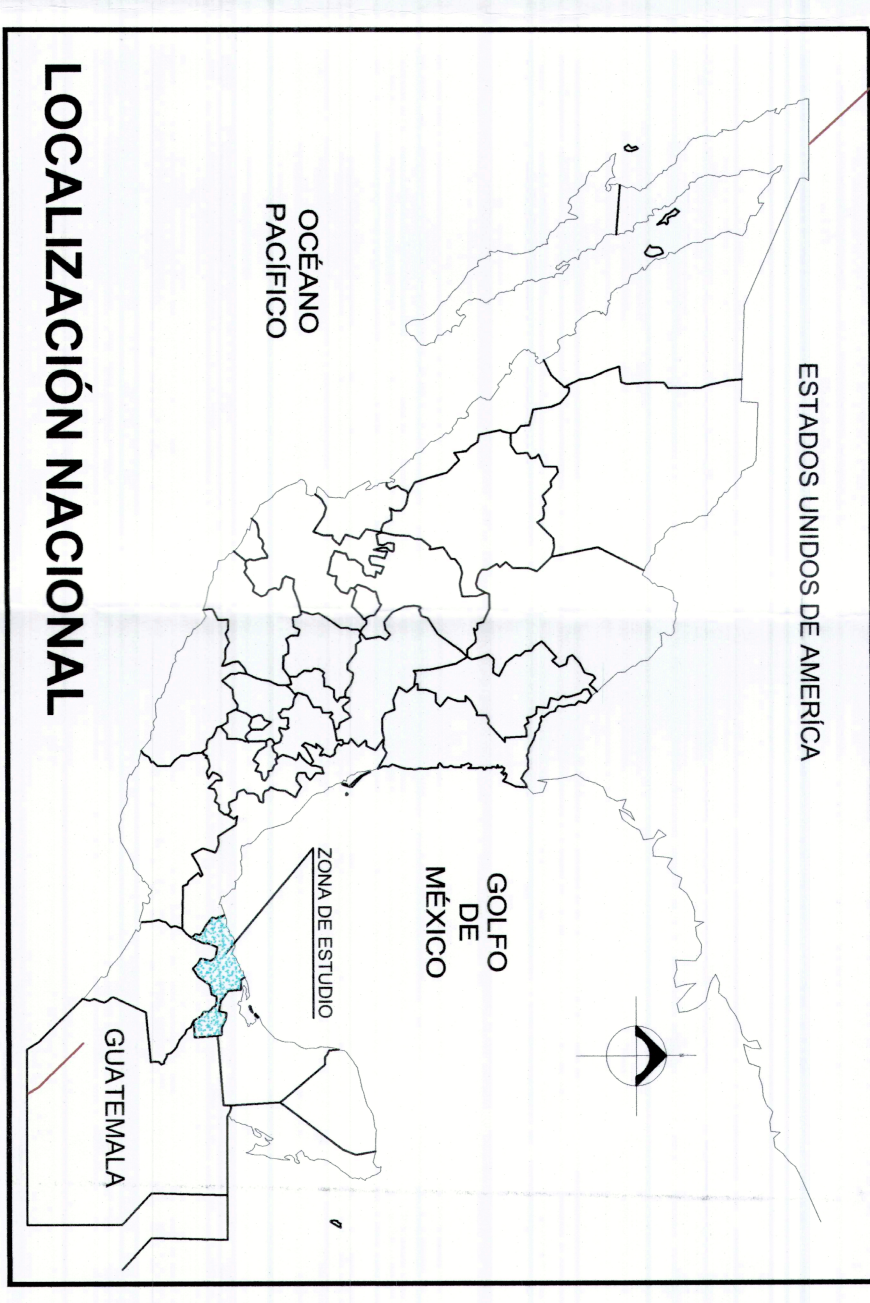 ESTADOS UNIDOS DE AMERÍCA
GOLFO
DE
MÉXICO
OCÉANO
PACÍFICO
ZONA DE ESTUDIO
GUATEMALA
LOCALIZACIÓN NACIONAL